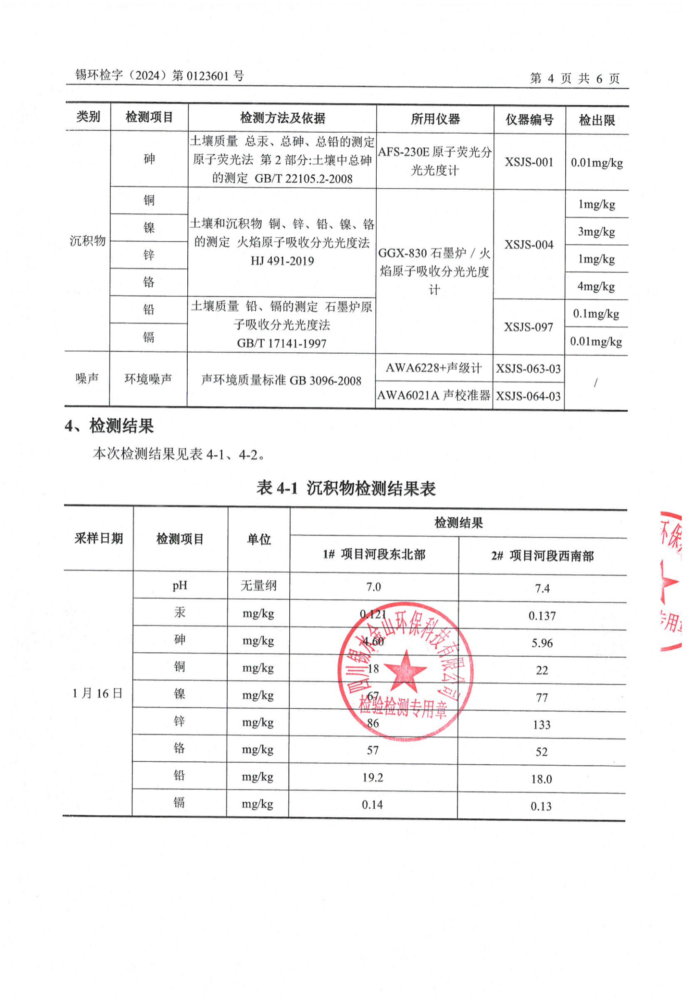 锡环检字（2024）第 0123601 号
第 4 页 共 6 页
类别 检测项目 检测方法及依据 所用仪器 仪器编号 检出限
沉积物
砷
土壤质量 总汞、总砷、总铅的测定
原子荧光法 第 2 部分:土壤中总砷
的测定 GB/T 22105.2-2008
AFS-230E 原子荧光分
光光度计
XSJS-001
0.01mg/kg
铜
镍
锌
铬
土壤和沉积物 铜、锌、铅、镍、铬
的测定 火焰原子吸收分光光度法
HJ 491-2019
GGX-830 石墨炉 / 火
焰原子吸收分光光度
计
XSJS-004
1mg/kg
3mg/kg
1mg/kg
4mg/kg
铅
镉
土壤质量 铅、镉的测定 石墨炉原
子吸收分光光度法
GB/T 17141-1997
XSJS-097
0.1mg/kg
0.01mg/kg
噪声
环境噪声
声环境质量标准 GB 3096-2008
AWA6228+声级计 XSJS-063-03
AWA6021A 声校准器 XSJS-064-03
/
4、检测结果
本次检测结果见表 4-1、4-2。
表 4-1 沉积物检测结果表
采样日期 检测项目 单位 检测结果
1# 项目河段东北部 2# 项目河段西南部
1 月 16 日
pH 无量纲 7.0 7.4
汞 mg/kg 0.121 0.137
砷 mg/kg 4.60 5.96
铜 mg/kg 18 22
镍 mg/kg 67 77
锌 mg/kg 86 133
铬 mg/kg 57 52
铅 mg/kg 19.2 18.0
镉 mg/kg 0.14 0.13
四川锡水金山环保科技有限公司
检验检测专用章
环保
专用章